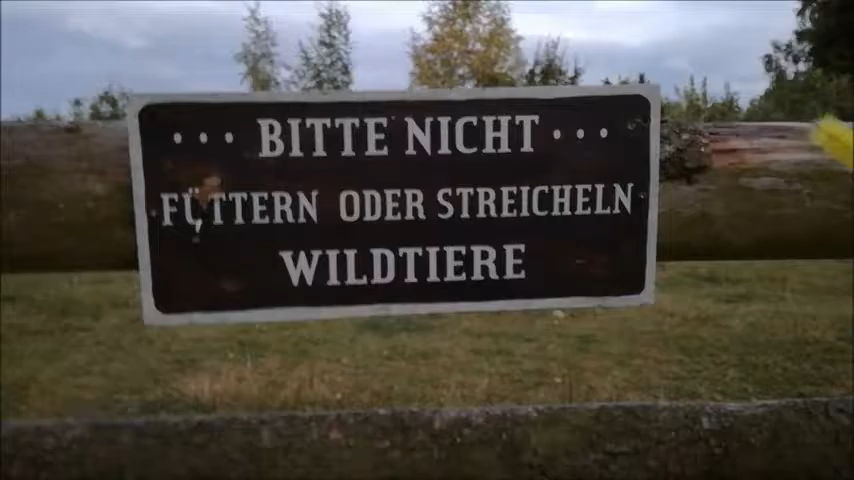 ... BITTE NICHT ...
FÜTTERN ODER STREICHELN
WILDTIERE